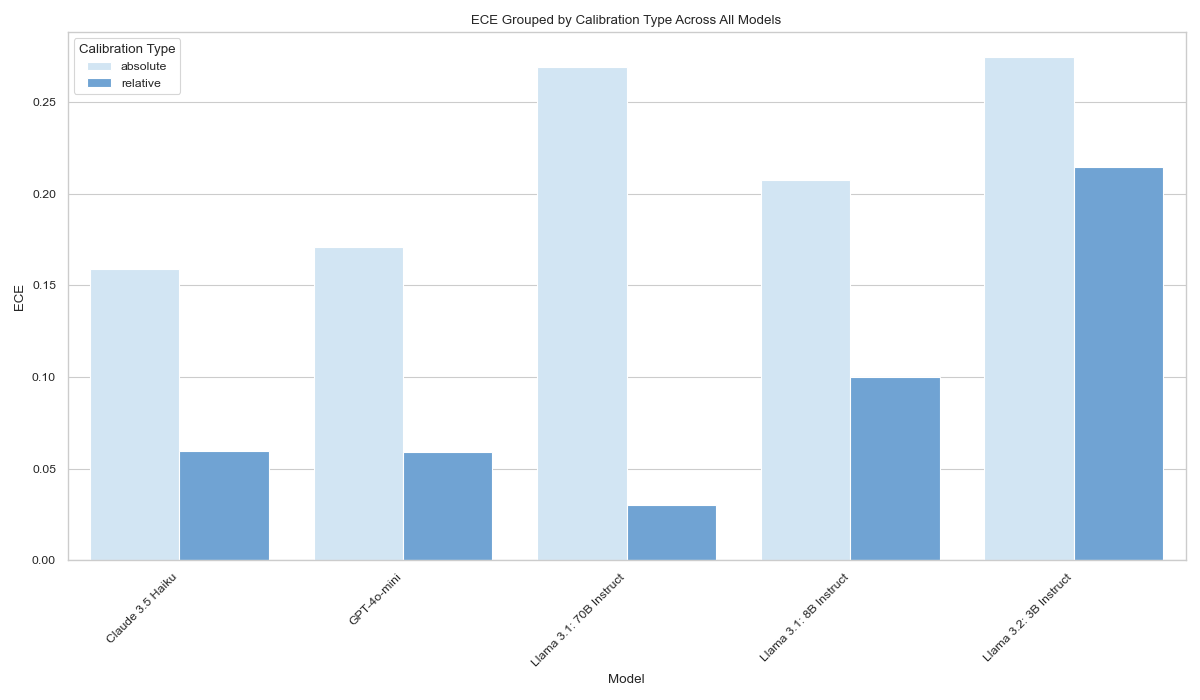 ECE Grouped by Calibration Type Across All Models
Calibration Type
absolute
relative
ECE
0.25
0.20
0.15
0.10
0.05
0.00
Claude 3.5 Haiku
GPT-4o-mini
Llama 3.1: 70B Instruct
Llama 3.1: 8B Instruct
Llama 3.2: 3B Instruct
Model